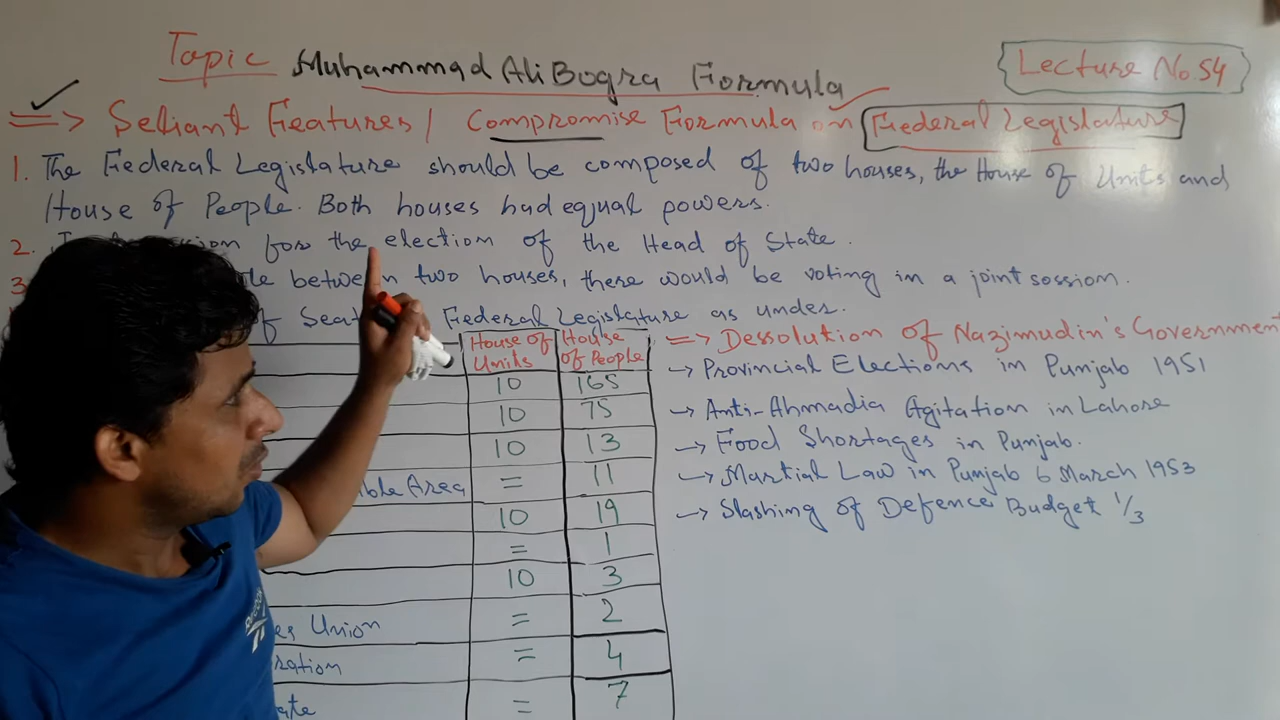 Topic Muhammad Ali Bogra Formula
Lecture No 54
=> Seliant Features / Compromise Formula on Federal Legislature
1. The Federal Legislature should be composed of two houses, the House of Units and
House of People. Both houses had equal powers.
2. for the election of the Head of State.
3 between two houses, there would be voting in a joint sossion.
of Federal Legislature as under.
House of Units House of People
10 165
10 75
10 13
Area = 11
10 19
= 1
10 3
Union = 2
= 4
= 7
=> Dessolution of Nazimudin's Government
→ Provincial Elections in Punjab 1951
→ Anti-Ahmadia Agitation in Lahore
→ Food Shortages in Punjab.
→ Martial Law in Punjab 6 March 1953
→ Slashing of Defence Budget 1/3